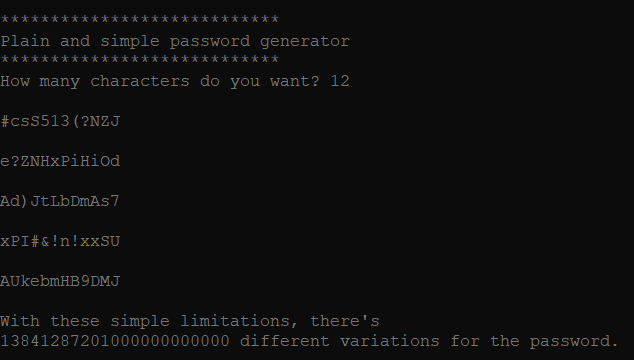 ****************************
Plain and simple password generator
****************************
How many characters do you want? 12
#csS513(?NZJ
e?ZNHxPiHiOd
Ad)JtLbDmAs7
xPI#&!n!xxSU
AUkebmHB9DMJ
With these simple limitations, there's
13841287201000000000000 different variations for the password.